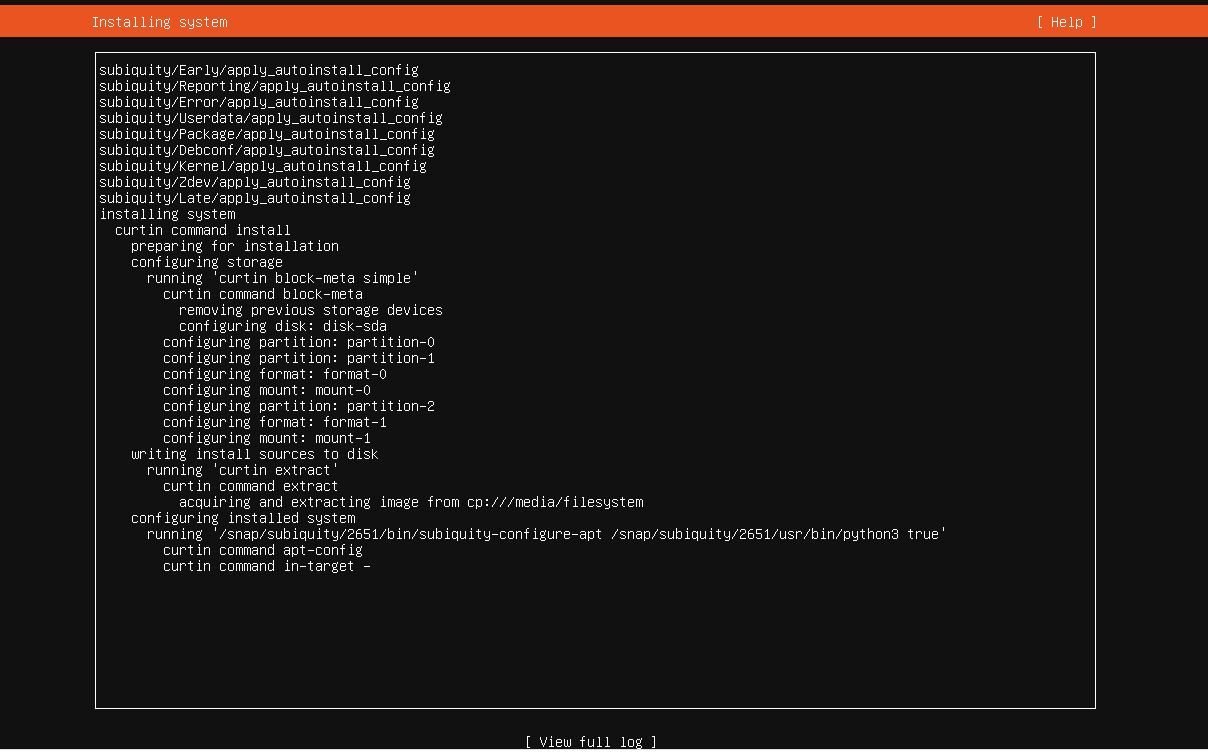 Installing system
[ Help ]
subiquity/Early/apply_autoinstall_config
subiquity/Reporting/apply_autoinstall_config
subiquity/Error/apply_autoinstall_config
subiquity/Userdata/apply_autoinstall_config
subiquity/Package/apply_autoinstall_config
subiquity/Debconf/apply_autoinstall_config
subiquity/Kernel/apply_autoinstall_config
subiquity/Zdev/apply_autoinstall_config
subiquity/Late/apply_autoinstall_config
installing system
  curtin command install
    preparing for installation
    configuring storage
      running 'curtin block-meta simple'
        curtin command block-meta
          removing previous storage devices
          configuring disk: disk-sda
        configuring partition: partition-0
        configuring partition: partition-1
        configuring format: format-0
        configuring mount: mount-0
        configuring partition: partition-2
        configuring format: format-1
        configuring mount: mount-1
    writing install sources to disk
      running 'curtin extract'
        curtin command extract
          acquiring and extracting image from cp:///media/filesystem
    configuring installed system
      running '/snap/subiquity/2651/bin/subiquity-configure-apt /snap/subiquity/2651/usr/bin/python3 true'
        curtin command apt-config
        curtin command in-target -
[ View full log ]